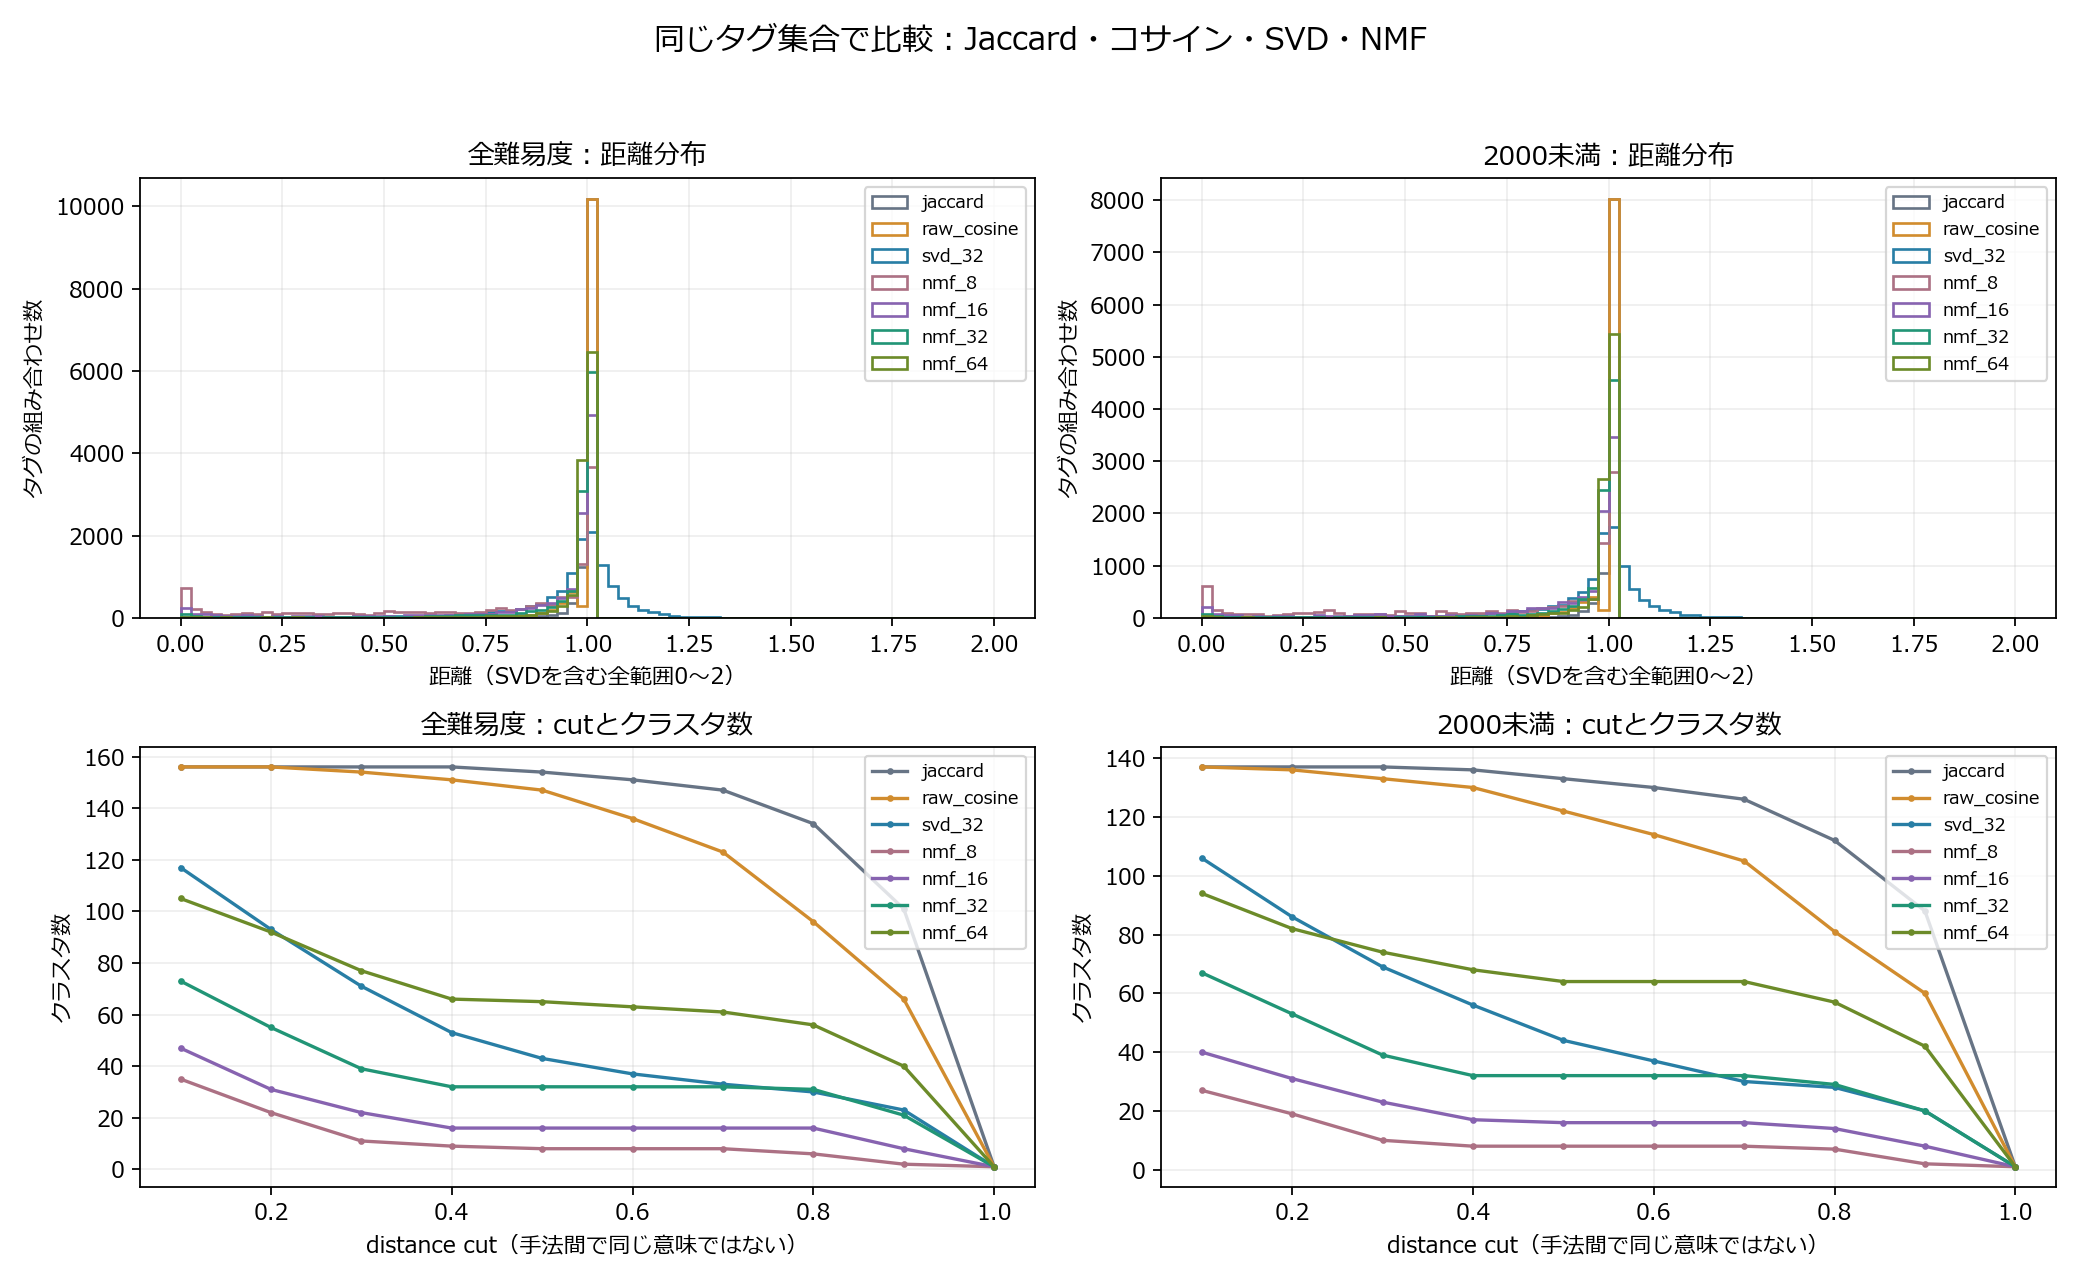 同じタグ集合で比較：Jaccard・コサイン・SVD・NMF
全難易度：距離分布
タグの組み合わせ数
10000
8000
6000
4000
2000
0
jaccard
raw_cosine
svd_32
nmf_8
nmf_16
nmf_32
nmf_64
0.00 0.25 0.50 0.75 1.00 1.25 1.50 1.75 2.00
距離（SVDを含む全範囲0～2）
2000未満：距離分布
タグの組み合わせ数
8000
7000
6000
5000
4000
3000
2000
1000
0
jaccard
raw_cosine
svd_32
nmf_8
nmf_16
nmf_32
nmf_64
0.00 0.25 0.50 0.75 1.00 1.25 1.50 1.75 2.00
距離（SVDを含む全範囲0～2）
全難易度：cutとクラスタ数
クラスタ数
160
140
120
100
80
60
40
20
0
jaccard
raw_cosine
svd_32
nmf_8
nmf_16
nmf_32
nmf_64
0.2 0.4 0.6 0.8 1.0
distance cut（手法間で同じ意味ではない）
2000未満：cutとクラスタ数
クラスタ数
140
120
100
80
60
40
20
0
jaccard
raw_cosine
svd_32
nmf_8
nmf_16
nmf_32
nmf_64
0.2 0.4 0.6 0.8 1.0
distance cut（手法間で同じ意味ではない）